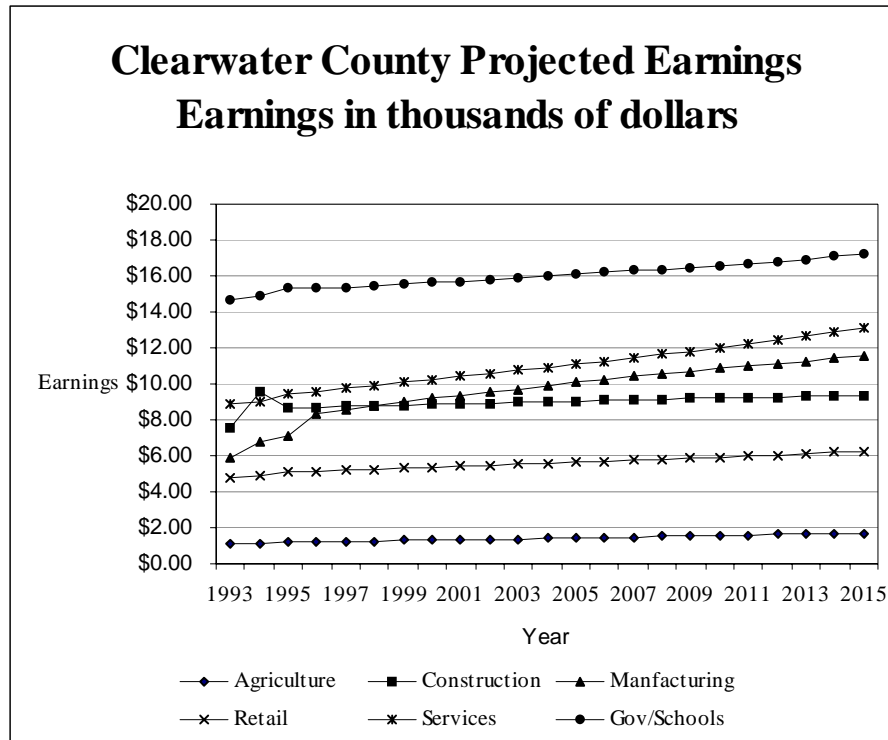 Clearwater County Projected Earnings
Earnings in thousands of dollars
$20.00
$18.00
$16.00
$14.00
$12.00
Earnings $10.00
$8.00
$6.00
$4.00
$2.00
$0.00
1993 1995 1997 1999 2001 2003 2005 2007 2009 2011 2013 2015
Year
Agriculture Construction Manfacturing
Retail Services Gov/Schools